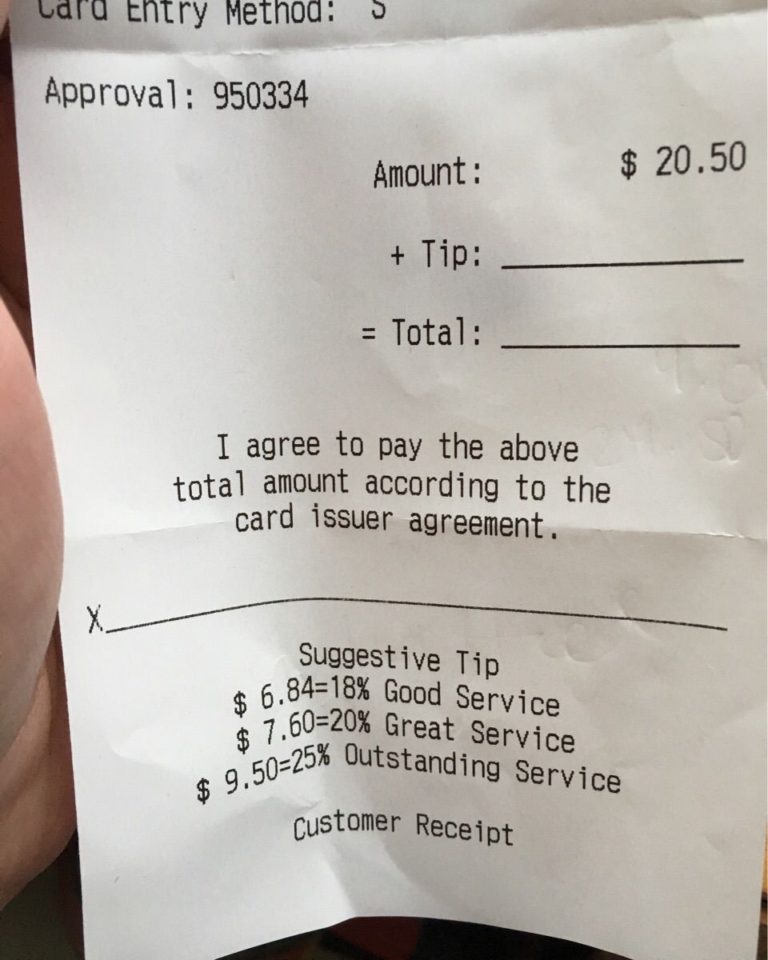 Card Entry Method: S
Approval: 950334
Amount: $ 20.50
+ Tip: 
= Total: 
I agree to pay the above
total amount according to the
card issuer agreement.
X
Suggestive Tip
$ 6.84=18% Good Service
$ 7.60=20% Great Service
$ 9.50=25% Outstanding Service
Customer Receipt